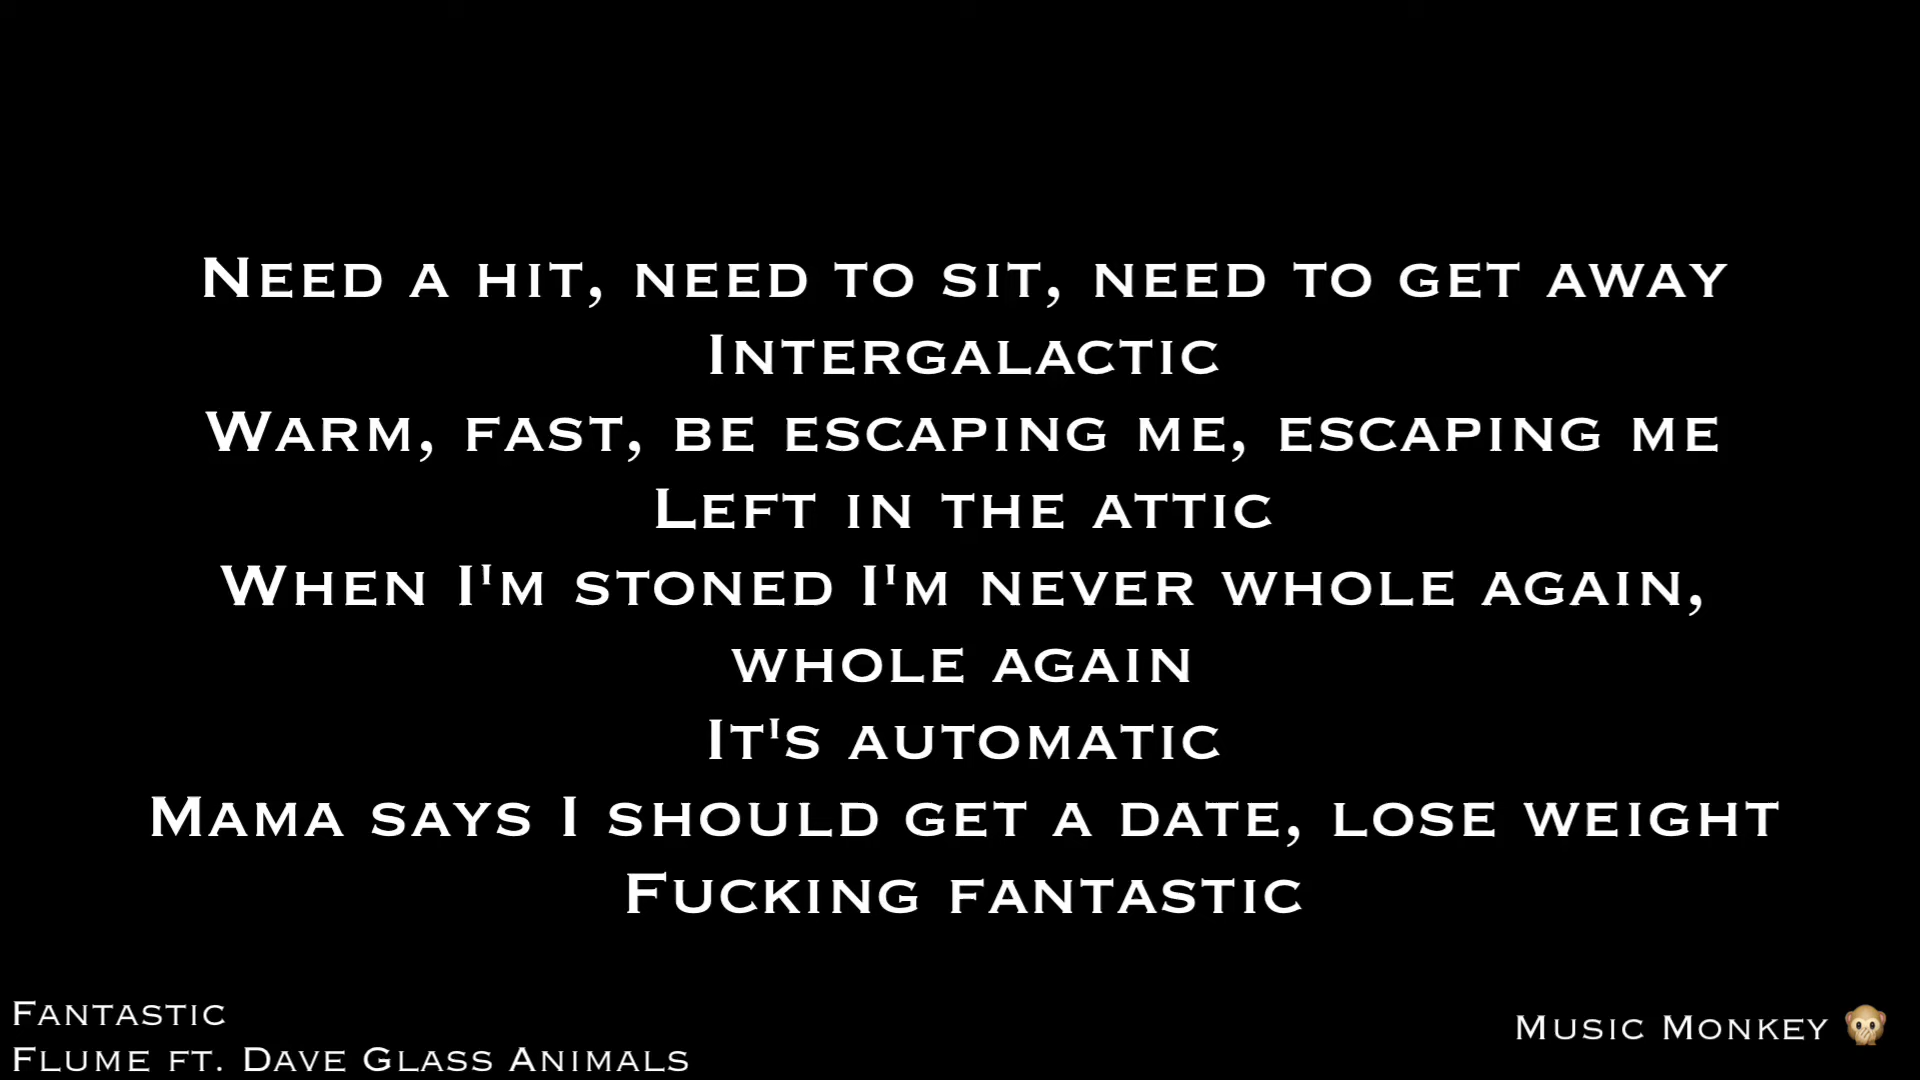 Need a hit, need to sit, need to get away
Intergalactic
Warm, fast, be escaping me, escaping me
Left in the attic
When I'm stoned I'm never whole again,
whole again
It's automatic
Mama says I should get a date, lose weight
Fucking fantastic
Fantastic
Flume ft. Dave Glass Animals
Music Monkey 🙊